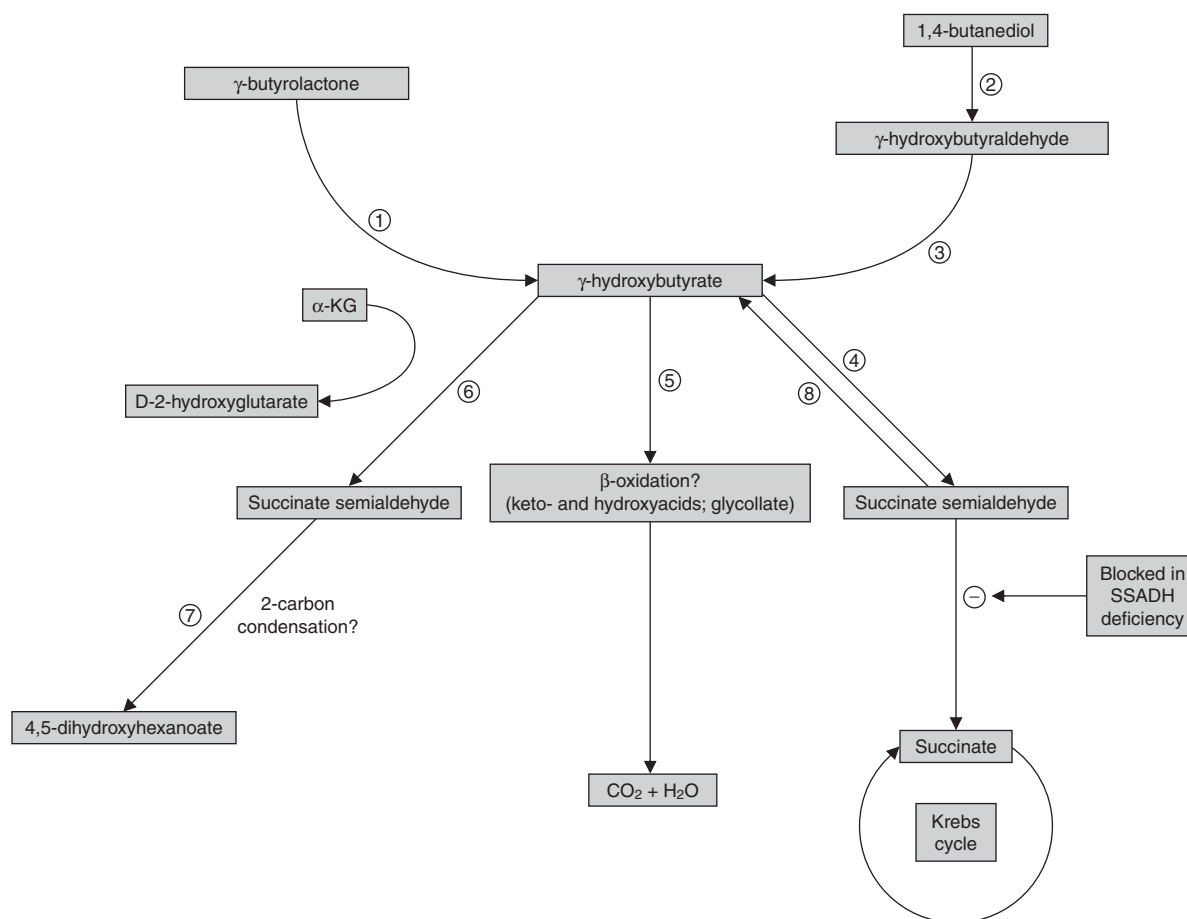 1,4-butanediol
γ-butyrolactone
②
γ-hydroxybutyraldehyde
①
③
γ-hydroxybutyrate
α-KG
④
⑤
⑥
⑧
D-2-hydroxyglutarate
β-oxidation?
(keto- and hydroxyacids; glycollate)
Succinate semialdehyde
Succinate semialdehyde
Blocked in
SSADH
deficiency
−
2-carbon
condensation?
⑦
4,5-dihydroxyhexanoate
Succinate
CO₂ + H₂O
Krebs
cycle